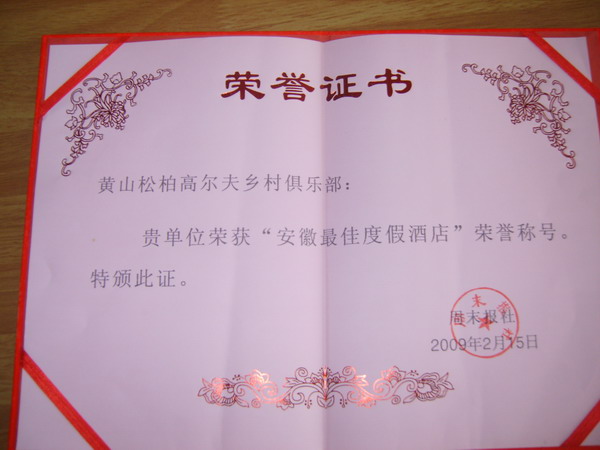 荣誉证书
黄山松柏高尔夫乡村俱乐部：
贵单位荣获“安徽最佳度假酒店”荣誉称号。
特颁此证。
周末报社
2009年2月15日